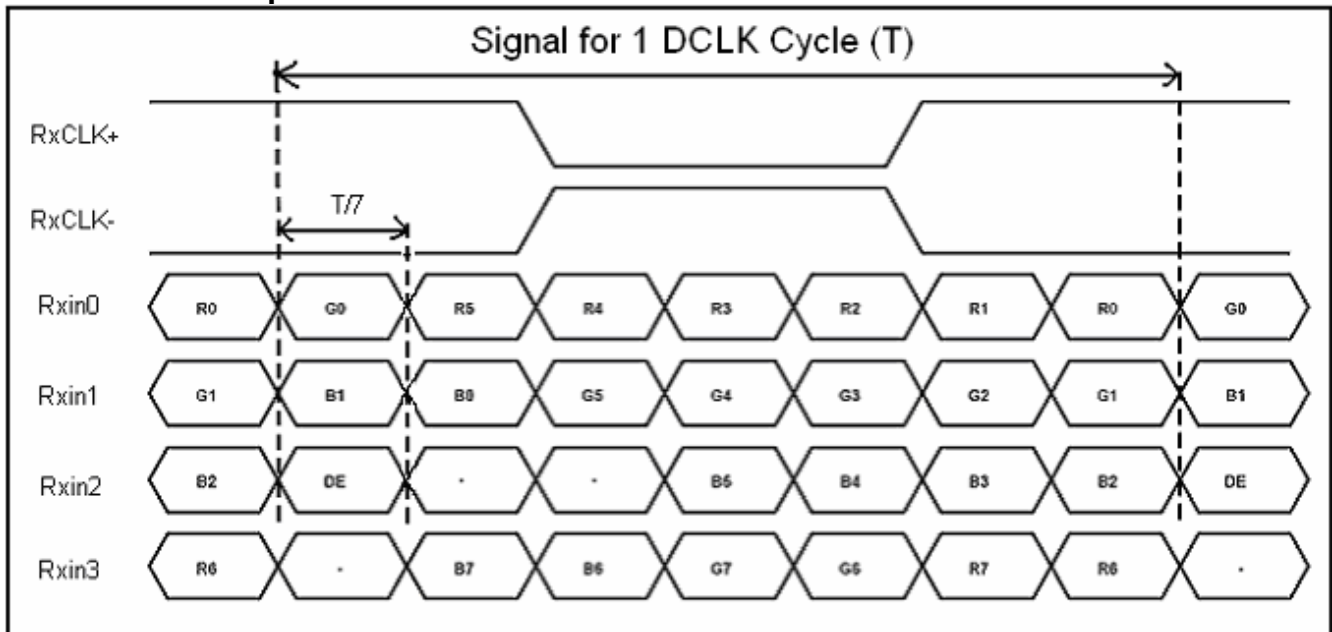 Signal for 1 DCLK Cycle (T)
RxCLK+
T/7
RxCLK-
Rxin0 R0 G0 R5 R4 R3 R2 R1 R0 G0
Rxin1 G1 B1 B0 G5 G4 G3 G2 G1 B1
Rxin2 B2 DE - - B5 B4 B3 B2 DE
Rxin3 R6 - B7 B6 G7 G6 R7 R6 -